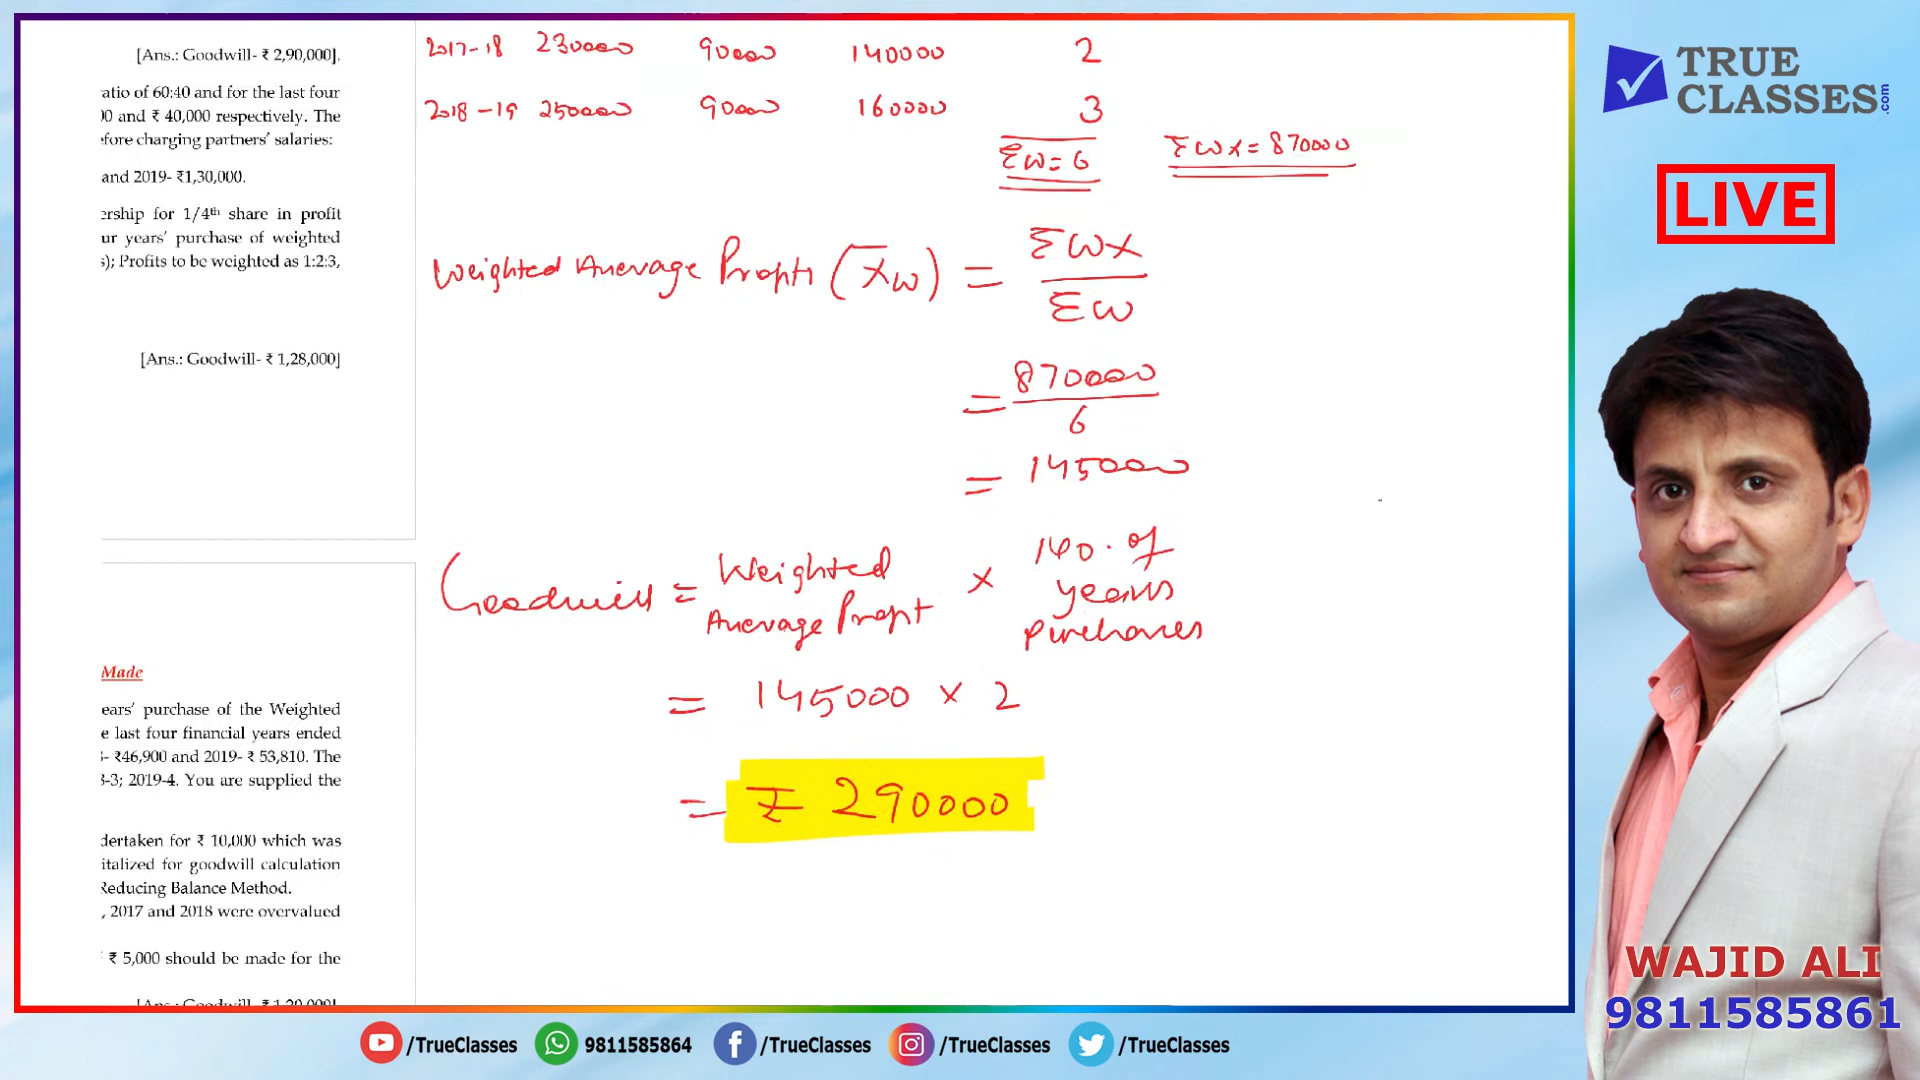 [Ans.: Goodwill- ₹ 2,90,000].
atio of 60:40 and for the last four
00 and ₹ 40,000 respectively. The
efore charging partners' salaries:
and 2019- ₹1,30,000.
ership for 1/4th share in profit
ur years' purchase of weighted
s); Profits to be weighted as 1:2:3,
[Ans.: Goodwill- ₹ 1,28,000]
Made
ears' purchase of the Weighted
e last four financial years ended
- ₹46,900 and 2019- ₹ 53,810. The
3-3; 2019-4. You are supplied the
dertaken for ₹ 10,000 which was
italized for goodwill calculation
Reducing Balance Method.
, 2017 and 2018 were overvalued
₹ 5,000 should be made for the
2017-18 230000 90000 140000 2
2018-19 250000 90000 160000 3
Σw = 6 Σwx = 870000
Weighted Average Profit (X̄w) = Σwx / Σw
= 870000 / 6
= 145000
Goodwill = Weighted Average Profit × No. of years purchases
= 145000 × 2
= ₹ 290000
TRUE
CLASSES.com
LIVE
WAJID ALI
9811585861
/TrueClasses 9811585864 /TrueClasses /TrueClasses /TrueClasses